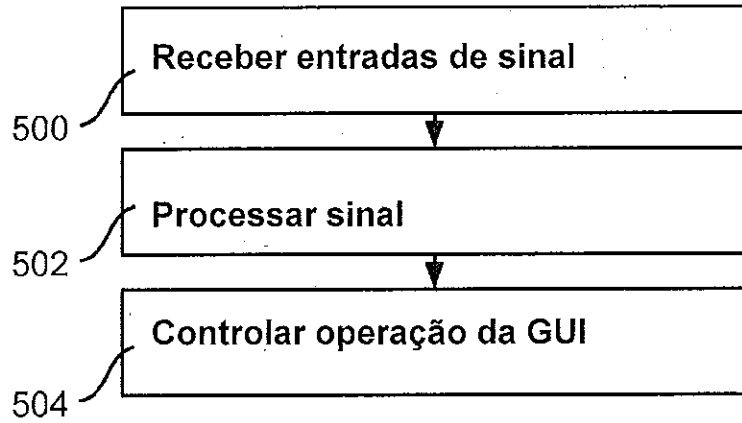 Receber entradas de sinal
500
Processar sinal
502
Controlar operação da GUI
504